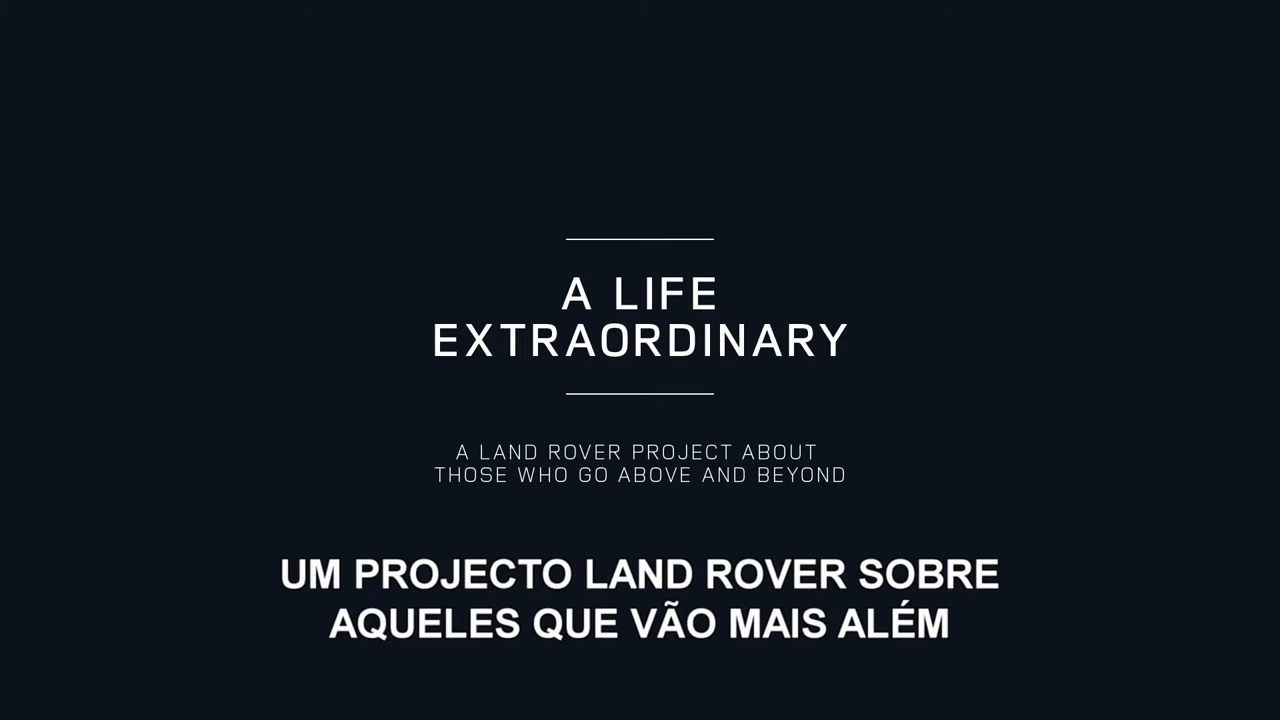 A LIFE
EXTRAORDINARY
A LAND ROVER PROJECT ABOUT
THOSE WHO GO ABOVE AND BEYOND
UM PROJECTO LAND ROVER SOBRE
AQUELES QUE VÃO MAIS ALÉM